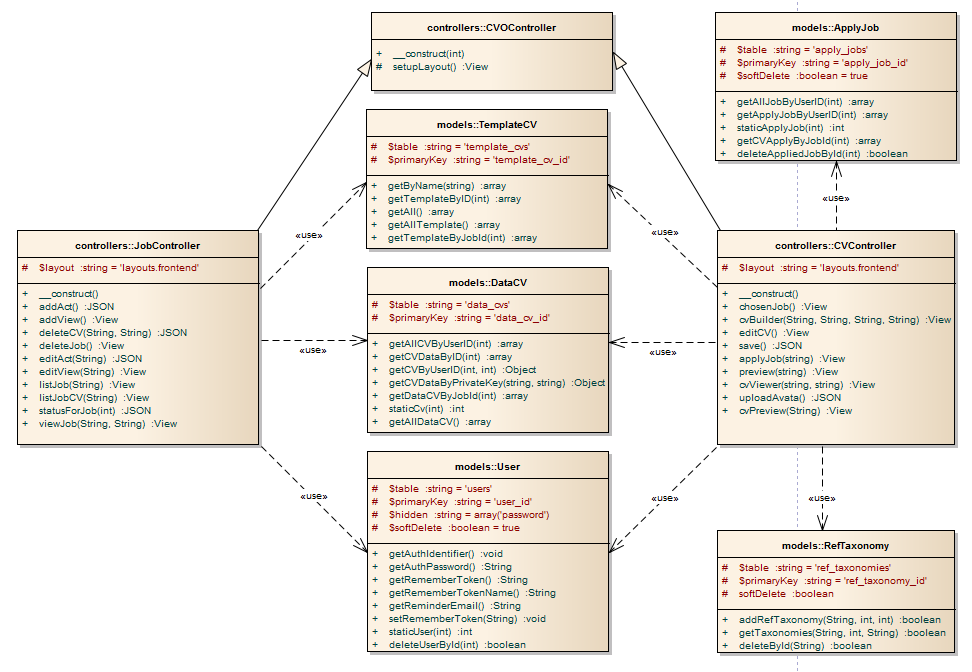 controllers::CVOController
+ __construct(int)
# setupLayout() :View
models::ApplyJob
# $table :string = 'apply_jobs'
# $primaryKey :string = 'apply_job_id'
# $softDelete :boolean = true
+ getAllJobByUserID(int) :array
+ getApplyJobByUserID(int) :array
+ staticApplyJob(int) :int
+ getCVApplyByJobId(int) :array
+ deleteAppliedJobById(int) :boolean
models::TemplateCV
# $table :string = 'template_cvs'
# $primaryKey :string = 'template_cv_id'
+ getByName(string) :array
+ getTemplateByID(int) :array
+ getAll() :array
+ getAllTemplate() :array
+ getTemplateByJobId(int) :array
«use»
«use»
«use»
controllers::JobController
# $layout :string = 'layouts.frontend'
+ __construct()
+ addAct() :JSON
+ addView() :View
+ deleteCV(String, String) :JSON
+ deleteJob() :View
+ editAct(String) :JSON
+ editView(String) :View
+ listJob(String) :View
+ listJobCV(String) :View
+ statusForJob(int) :JSON
+ viewJob(String, String) :View
models::DataCV
# $table :string = 'data_cvs'
# $primaryKey :string = 'data_cv_id'
+ getAllCVByUserID(int) :array
+ getCVDataByID(int) :array
+ getCVByUserID(int, int) :Object
+ getCVDataByPrivateKey(string, string) :Object
+ getDataCVByJobId(int) :array
+ staticCv(int) :int
+ getAllDataCV() :array
controllers::CVController
# $layout :string = 'layouts.frontend'
+ __construct()
+ chosenJob() :View
+ cvBuilder(String, String, String, String) :View
+ editCV() :View
+ save() :JSON
+ applyJob(string) :View
+ preview(string) :View
+ cvViewer(string, string) :View
+ uploadAvata() :JSON
+ cvPreview(String) :View
«use»
«use»
models::User
# $table :string = 'users'
# $primaryKey :string = 'user_id'
# $hidden :string = array('password')
# $softDelete :boolean = true
+ getAuthIdentifier() :void
+ getAuthPassword() :String
+ getRememberToken() :String
+ getRememberTokenName() :String
+ getReminderEmail() :String
+ setRememberToken(String) :void
+ staticUser(int) :int
+ deleteUserById(int) :boolean
«use»
«use»
«use»
models::RefTaxonomy
# $table :string = 'ref_taxonomies'
# $primaryKey :string = 'ref_taxonomy_id'
# softDelete :boolean
+ addRefTaxonomy(String, int, int) :boolean
+ getTaxonomies(String, int, String) :boolean
+ deleteById(String) :boolean